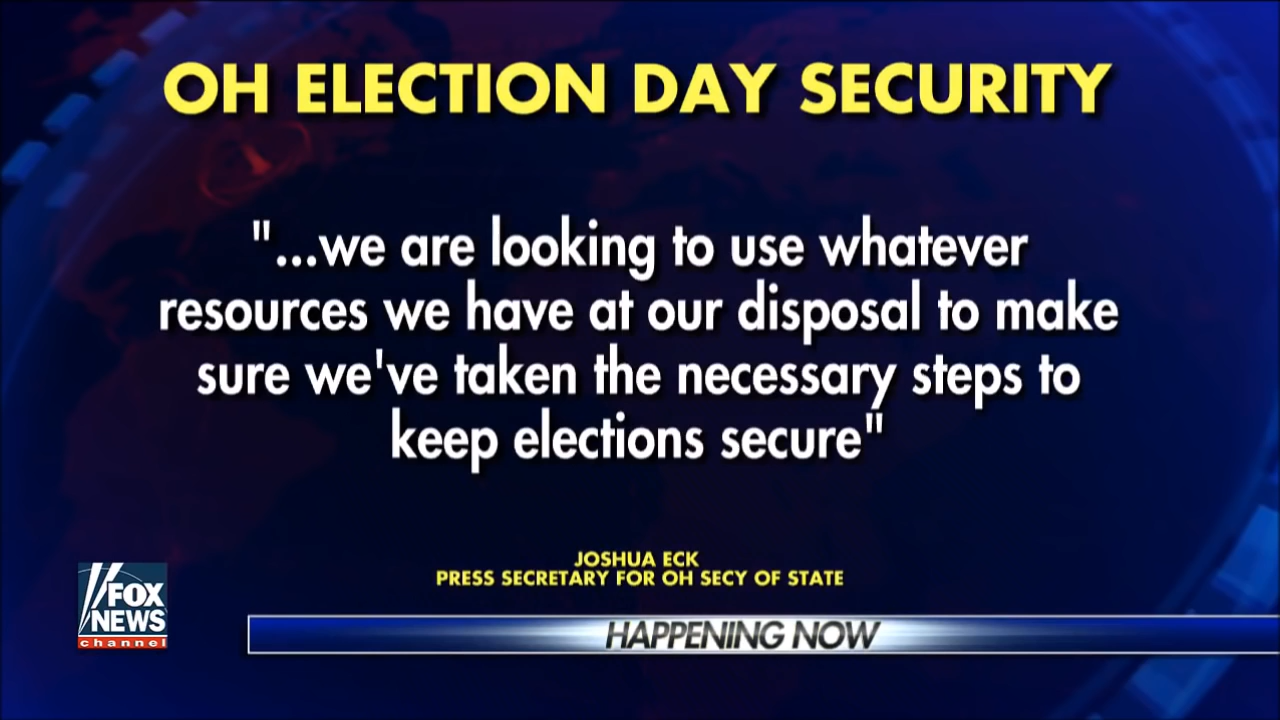 OH ELECTION DAY SECURITY
"...we are looking to use whatever
resources we have at our disposal to make
sure we've taken the necessary steps to
keep elections secure"
JOSHUA ECK
PRESS SECRETARY FOR OH SECY OF STATE
FOX
NEWS
channel
HAPPENING NOW